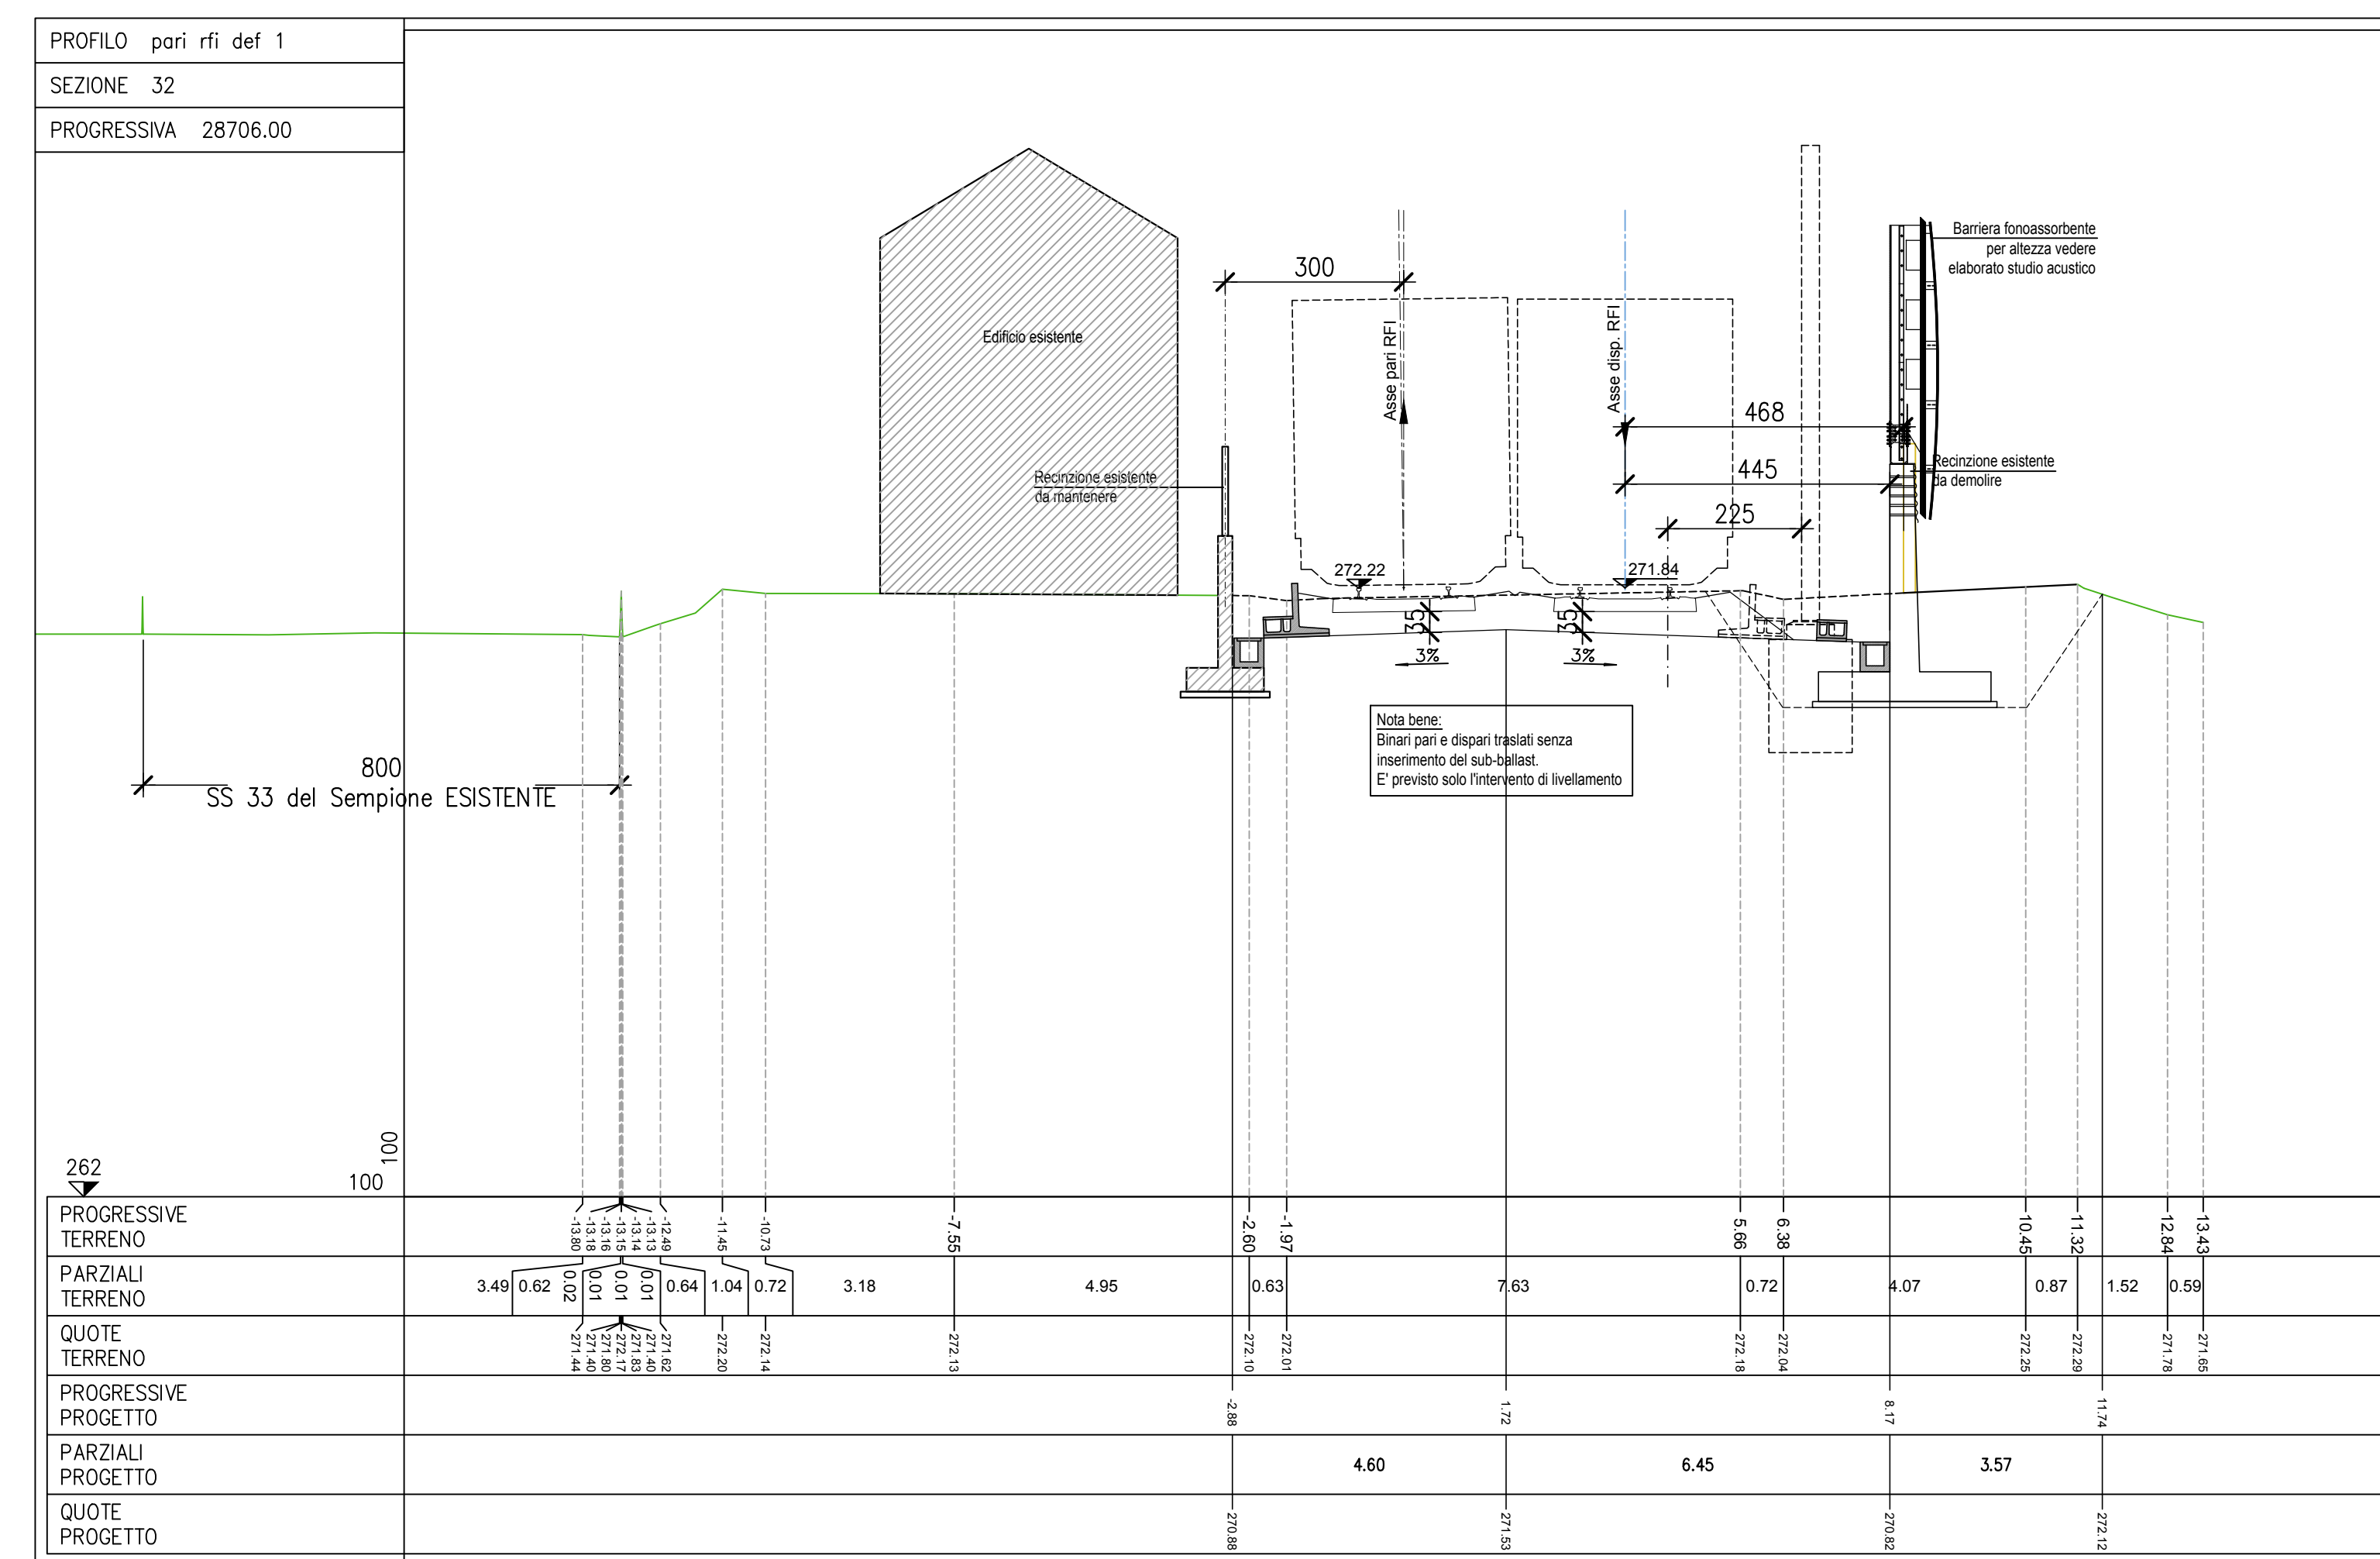 PROFILO pari rfi def 1
SEZIONE 32
PROGRESSIVA 28706.00
Barriera fonoassorbente
per altezza vedere
elaborato studio acustico
300
Edificio esistente
Asse pari RFI
Asse disp. RFI
468
445
225
Recinzione esistente
da mantenere
Recinzione esistente
da demolire
272.22
271.84
35
35
3%
3%
Nota bene:
Binari pari e dispari traslati senza
inserimento del sub-ballast.
E' previsto solo l'intervento di livellamento
800
SS 33 del Sempione ESISTENTE
100
262
100
PROGRESSIVE
TERRENO
-13.80 -13.18 -13.16 -13.15 -13.14 -13.13 -12.49 -11.45 -10.73 -7.55 -2.60 -1.97 5.66 6.38 10.45 11.32 12.84 13.43
PARZIALI
TERRENO
3.49 0.62 0.02 0.01 0.01 0.01 0.64 1.04 0.72 3.18 4.95 0.63 7.63 0.72 4.07 0.87 1.52 0.59
QUOTE
TERRENO
271.44 271.40 271.80 272.17 271.83 271.40 271.62 272.20 272.14 272.13 272.10 272.01 272.18 272.04 272.25 272.29 271.78 271.65
PROGRESSIVE
PROGETTO
-2.88 1.72 8.17 11.74
PARZIALI
PROGETTO
4.60 6.45 3.57
QUOTE
PROGETTO
270.88 271.53 270.82 272.12